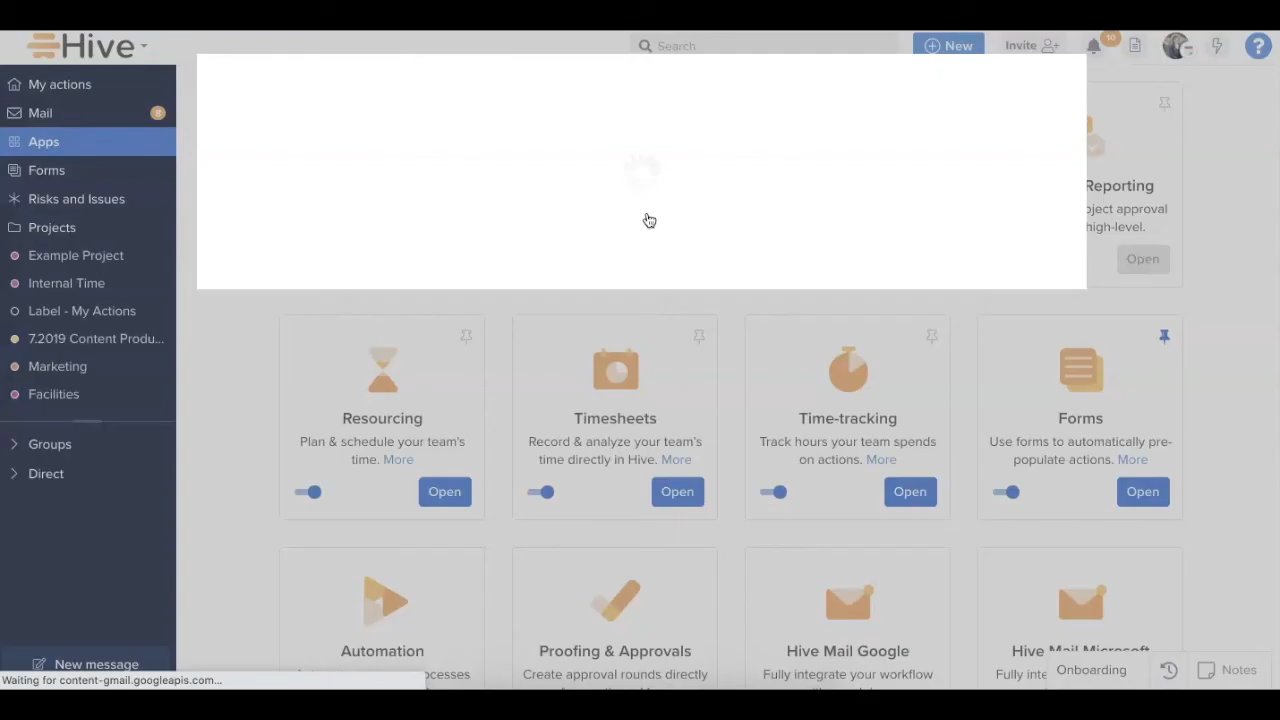 Hive
Search
New
Invite
10
?
My actions
Mail
8
Apps
Forms
Risks and Issues
Projects
Example Project
Internal Time
Label - My Actions
7.2019 Content Produ...
Marketing
Facilities
Groups
Direct
New message
Waiting for content-gmail.googleapis.com...
Reporting
oject approval
high-level.
Open
Resourcing
Plan & schedule your team's
time. More
Open
Timesheets
Record & analyze your team's
time directly in Hive. More
Open
Time-tracking
Track hours your team spends
on actions. More
Open
Forms
Use forms to automatically pre-
populate actions. More
Open
Automation
ocesses
Proofing & Approvals
Create approval rounds directly
Hive Mail Google
Fully integrate your workflow
Hive Mail Microsoft
Fully inte
Onboarding
Notes